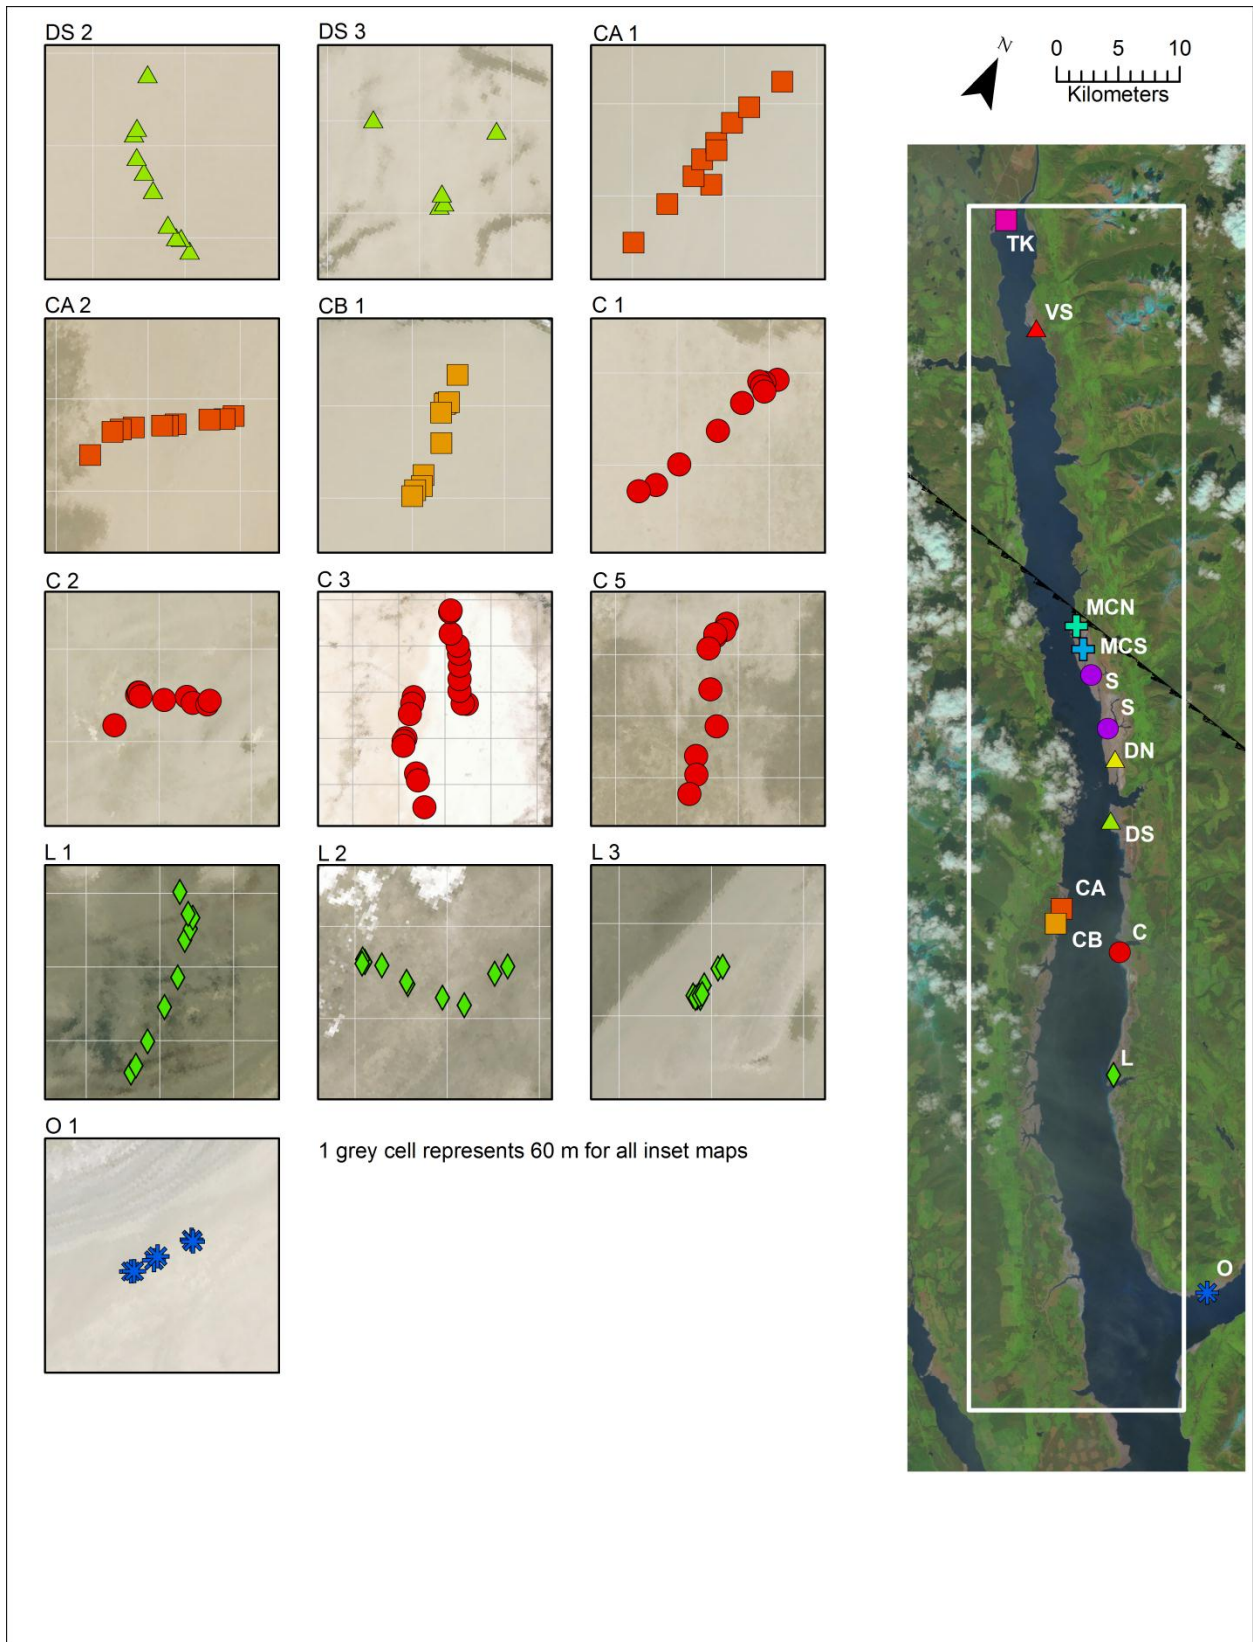 DS 2
DS 3
CA 1
N
0 5 10
Kilometers
CA 2
CB 1
C 1
C 2
C 3
C 5
L 1
L 2
L 3
O 1
1 grey cell represents 60 m for all inset maps
TK
VS
MCN
MCS
S
S
DN
DS
CA
CB
C
L
O